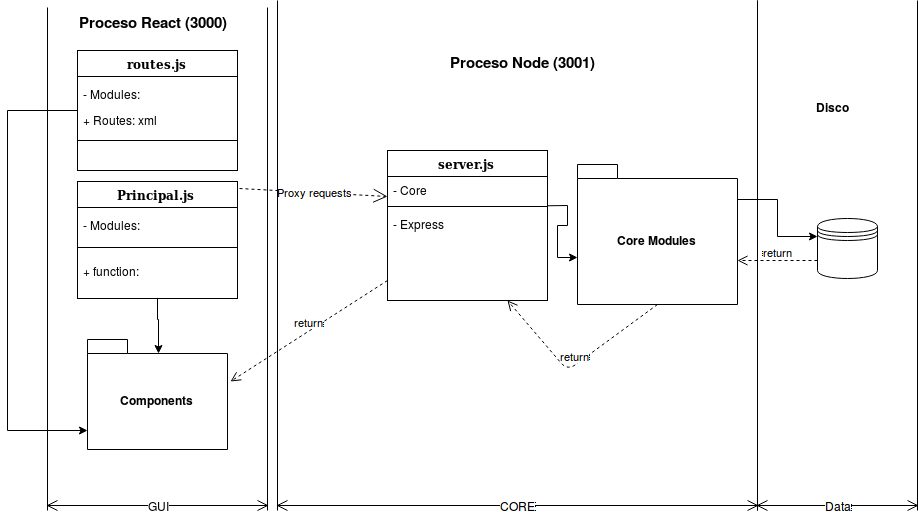 Proceso React (3000)
routes.js
- Modules:
+ Routes: xml
Principal.js
- Modules:
+ function:
Components
GUI
Proceso Node (3001)
Proxy requests
server.js
- Core
- Express
Core Modules
return
return
CORE
Disco
return
Data